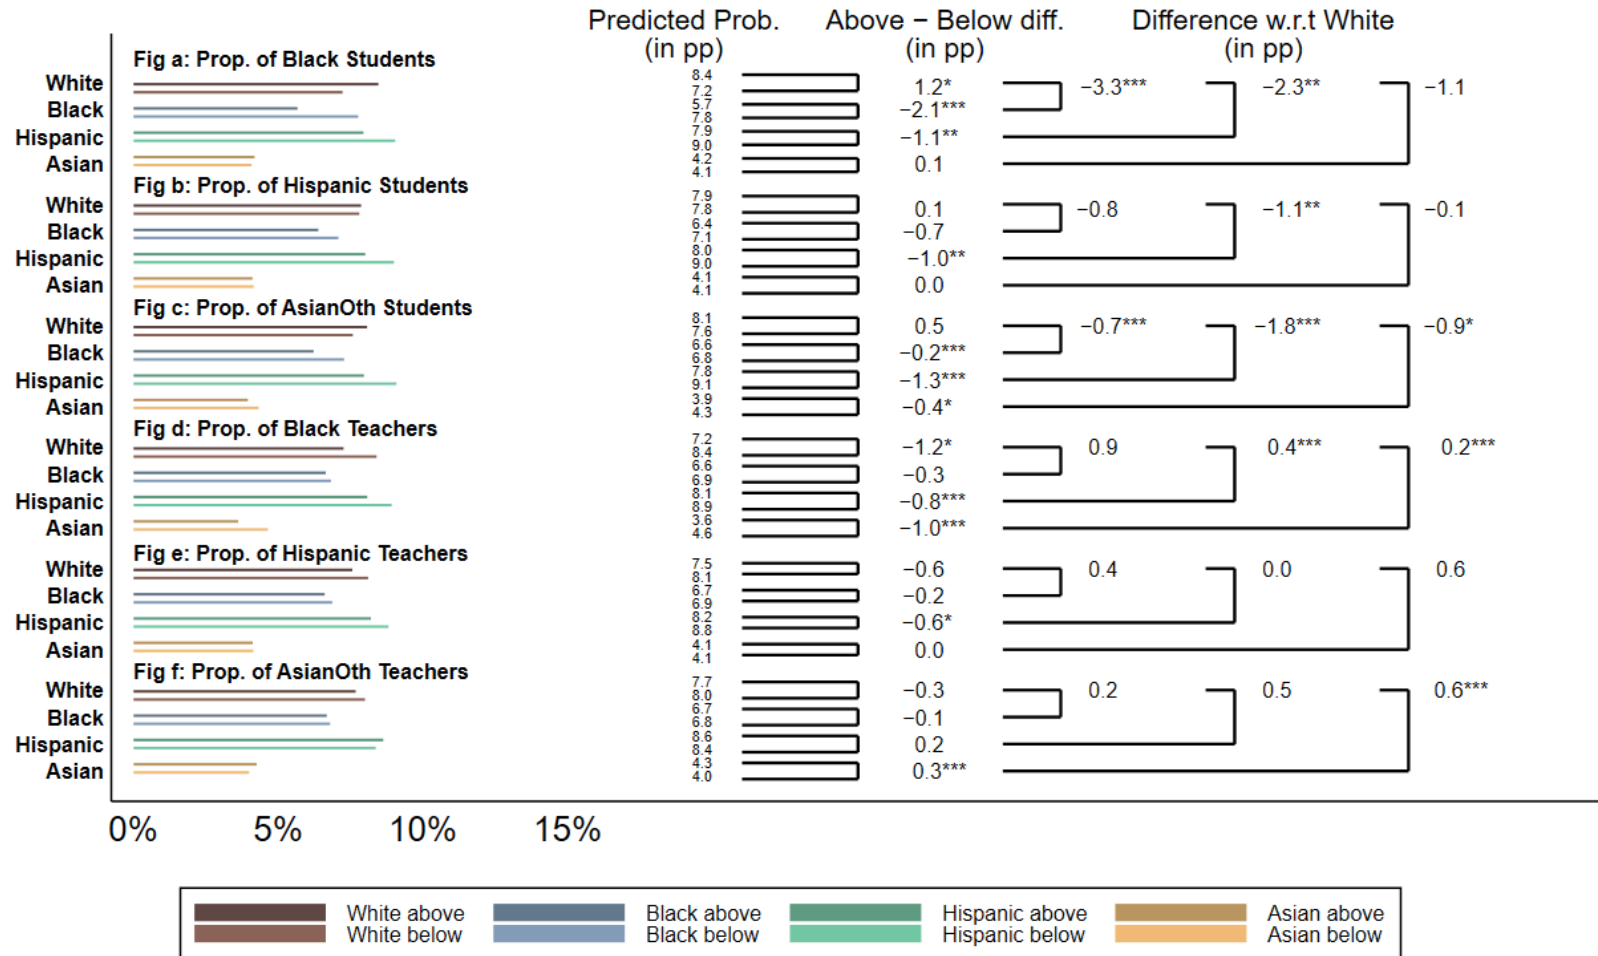 Predicted Prob. Above − Below diff. Difference w.r.t White
(in pp) (in pp) (in pp)
Fig a: Prop. of Black Students
White 8.4 7.2 1.2* −3.3*** −2.3** −1.1
Black 5.7 7.8 −2.1***
Hispanic 7.9 9.0 −1.1**
Asian 4.2 4.1 0.1
Fig b: Prop. of Hispanic Students
White 7.9 7.8 0.1 −0.8 −1.1** −0.1
Black 6.4 7.1 −0.7
Hispanic 8.0 9.0 −1.0**
Asian 4.1 4.1 0.0
Fig c: Prop. of AsianOth Students
White 8.1 7.6 0.5 −0.7*** −1.8*** −0.9*
Black 6.6 6.8 −0.2***
Hispanic 7.8 9.1 −1.3***
Asian 3.9 4.3 −0.4*
Fig d: Prop. of Black Teachers
White 7.2 8.4 −1.2* 0.9 0.4*** 0.2***
Black 6.6 6.9 −0.3
Hispanic 8.1 8.9 −0.8***
Asian 3.6 4.6 −1.0***
Fig e: Prop. of Hispanic Teachers
White 7.5 8.1 −0.6 0.4 0.0 0.6
Black 6.7 6.9 −0.2
Hispanic 8.2 8.8 −0.6*
Asian 4.1 4.1 0.0
Fig f: Prop. of AsianOth Teachers
White 7.7 8.0 −0.3 0.2 0.5 0.6***
Black 6.7 6.8 −0.1
Hispanic 8.6 8.4 0.2
Asian 4.3 4.0 0.3***
0% 5% 10% 15%
White above Black above Hispanic above Asian above
White below Black below Hispanic below Asian below